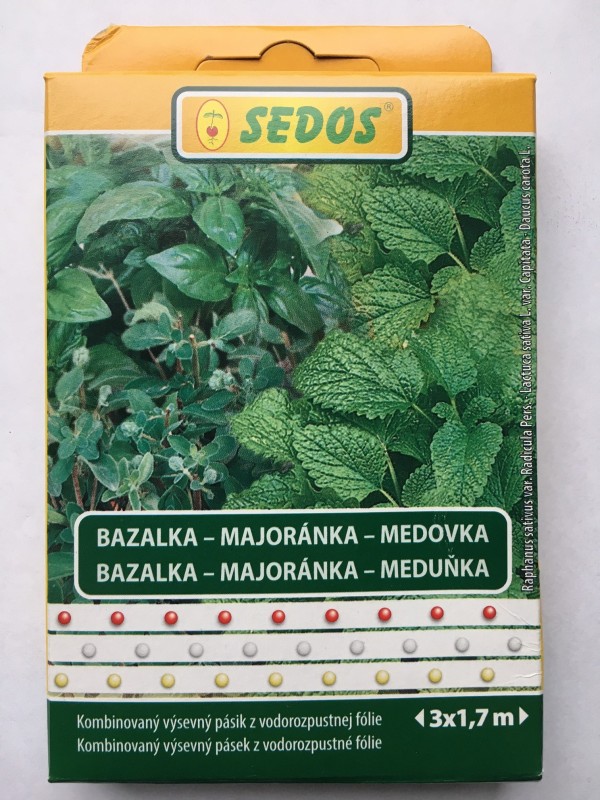 SEDOS®
BAZALKA – MAJORÁNKA – MEDOVKA
BAZALKA – MAJORÁNKA – MEDUŇKA
Raphanus sativus var. Radicula Pers. - Lactuca sativa L. var. Capitata - Daucus carota L.
Kombinovaný výsevný pásik z vodorozpustnej fólie
Kombinovaný výsevný pásek z vodorozpustné fólie
3x1,7 m